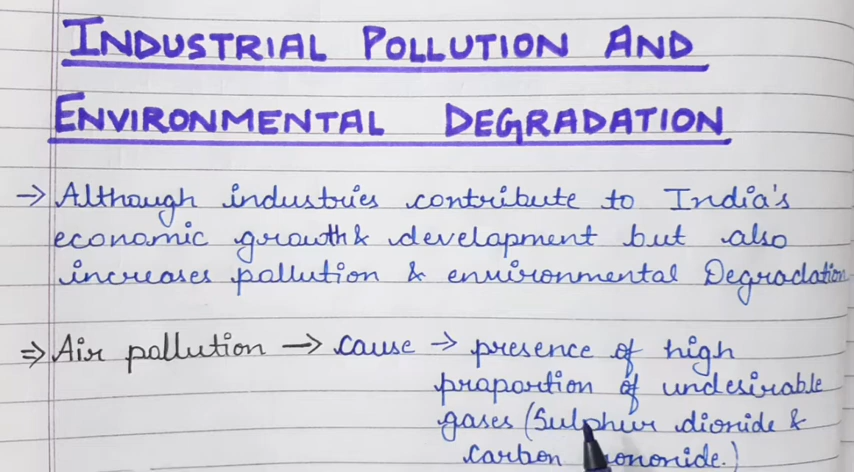 INDUSTRIAL POLLUTION AND
ENVIRONMENTAL DEGRADATION
→ Although industries contribute to India's
economic growth & development but also
increases pollution & environmental Degradation
⇒ Air pollution → cause → presence of high
proportion of undesirable
gases (Sulphur dioxide &
carbon monoxide.)